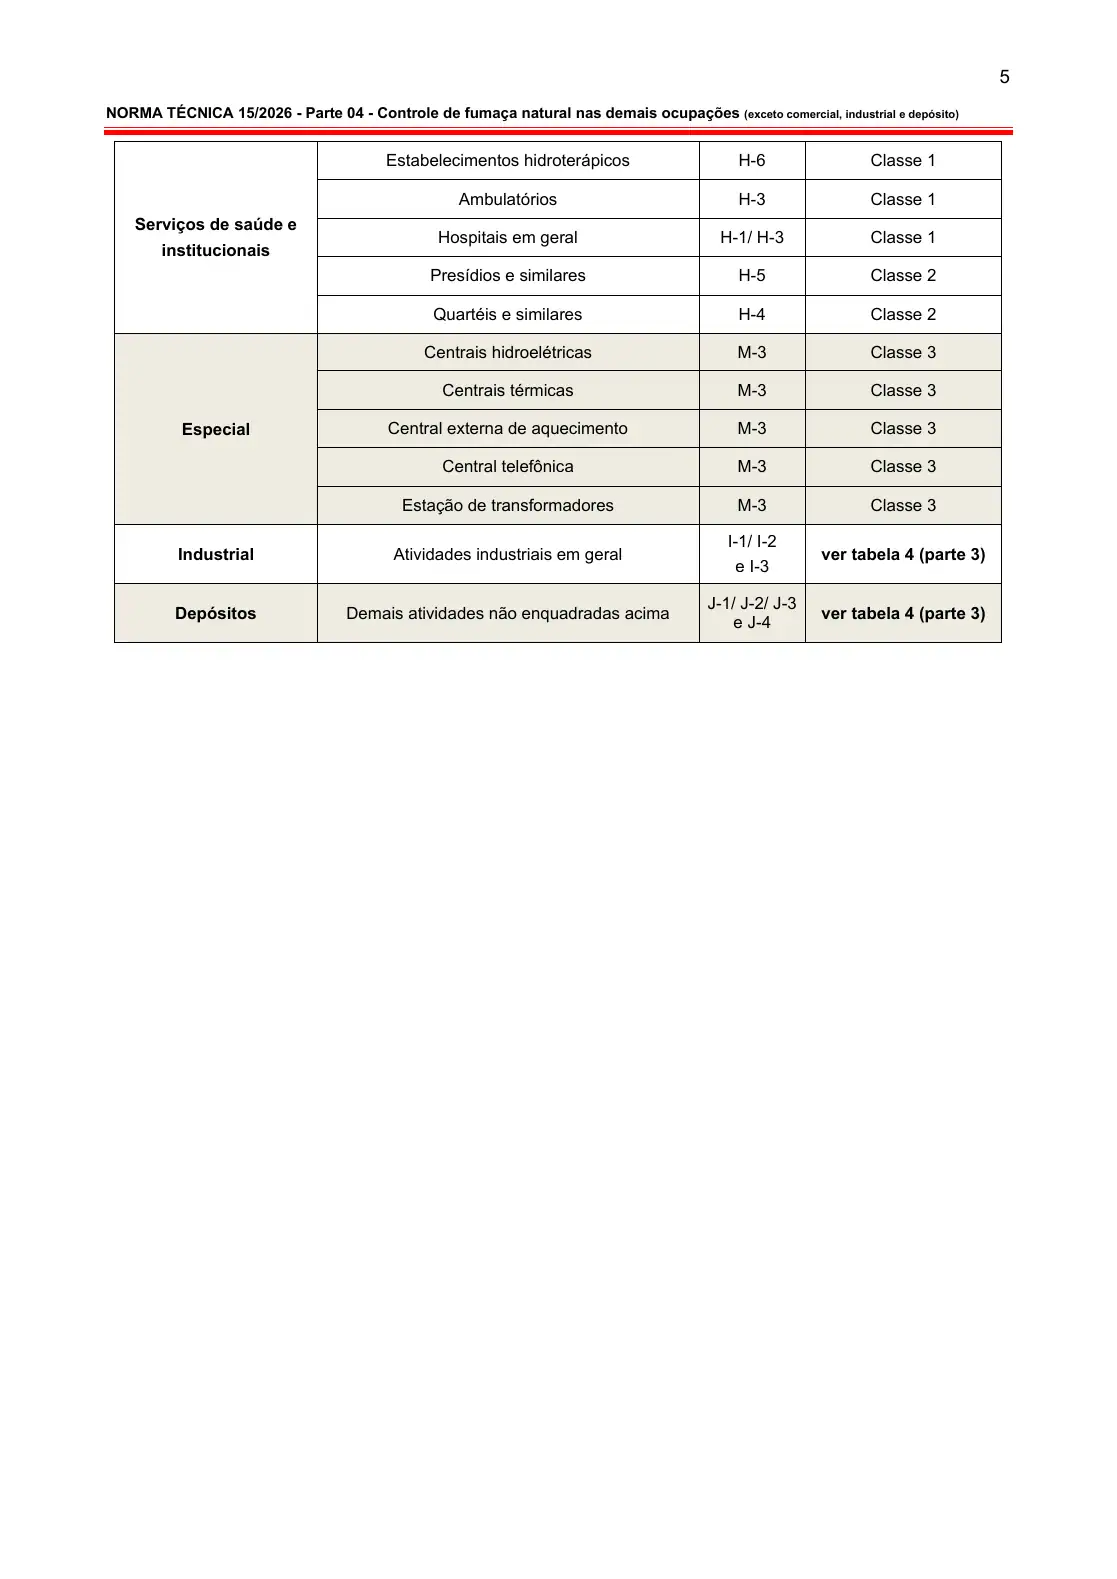 5
NORMA TÉCNICA 15/2026 - Parte 04 - Controle de fumaça natural nas demais ocupações (exceto comercial, industrial e depósito)
Serviços de saúde e
institucionais
Estabelecimentos hidroterápicos H-6 Classe 1
Ambulatórios H-3 Classe 1
Hospitais em geral H-1/ H-3 Classe 1
Presídios e similares H-5 Classe 2
Quartéis e similares H-4 Classe 2
Especial
Centrais hidroelétricas M-3 Classe 3
Centrais térmicas M-3 Classe 3
Central externa de aquecimento M-3 Classe 3
Central telefônica M-3 Classe 3
Estação de transformadores M-3 Classe 3
Industrial Atividades industriais em geral I-1/ I-2
e I-3 ver tabela 4 (parte 3)
Depósitos Demais atividades não enquadradas acima J-1/ J-2/ J-3
e J-4 ver tabela 4 (parte 3)